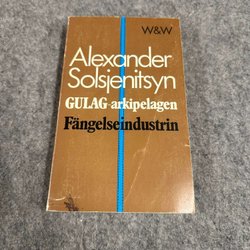 W&W
Alexander
Solsjenitsyn
GULAG-arkipelagen
Fängelseindustrin